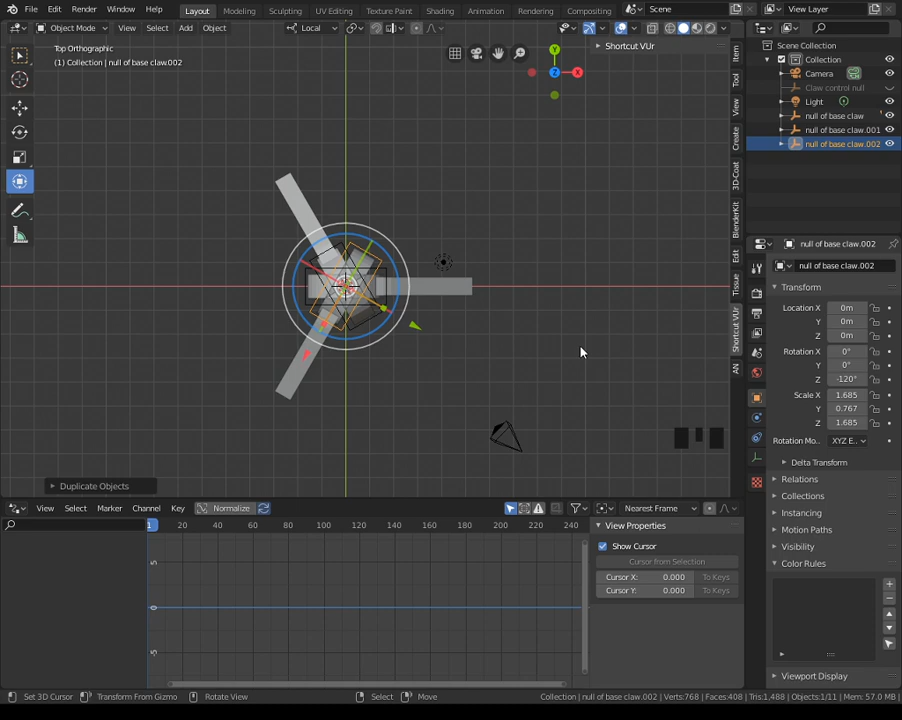 File Edit Render Window Help Layout Modeling Sculpting UV Editing Texture Paint Shading Animation Rendering Compositing Scene View Layer
Object Mode View Select Add Object Local
Top Orthographic
(1) Collection | null of base claw.002
Shortcut VUr
Y
X
Z
Item
Tool
View
Create
3D-Coat
BlenderKit
Edit
Tissue
Shortcut VUr
AN
Duplicate Objects
Scene Collection
Collection
Camera
Claw control null
Light
null of base claw
null of base claw.001
null of base claw.002
null of base claw.002
null of base claw.002
Transform
Location X 0m
Y 0m
Z 0m
Rotation X 0°
Y 0°
Z -120°
Scale X 1.685
Y 0.767
Z 1.685
Rotation Mo.. XYZ E..
Delta Transform
Relations
Collections
Instancing
Motion Paths
Visibility
Color Rules
Viewport Display
View Select Marker Channel Key Normalize Nearest Frame
1 20 40 60 80 100 120 140 160 180 200 220 240
5
0
-5
View Properties
Show Cursor
Cursor from Selection
Cursor X: 0.000 To Keys
Cursor Y: 0.000 To Keys
Set 3D Cursor Transform From Gizmo Rotate View Select Move Collection | null of base claw.002 | Verts:768 | Faces:408 | Tris:1,488 | Objects:1/11 | Mem: 57.0 M